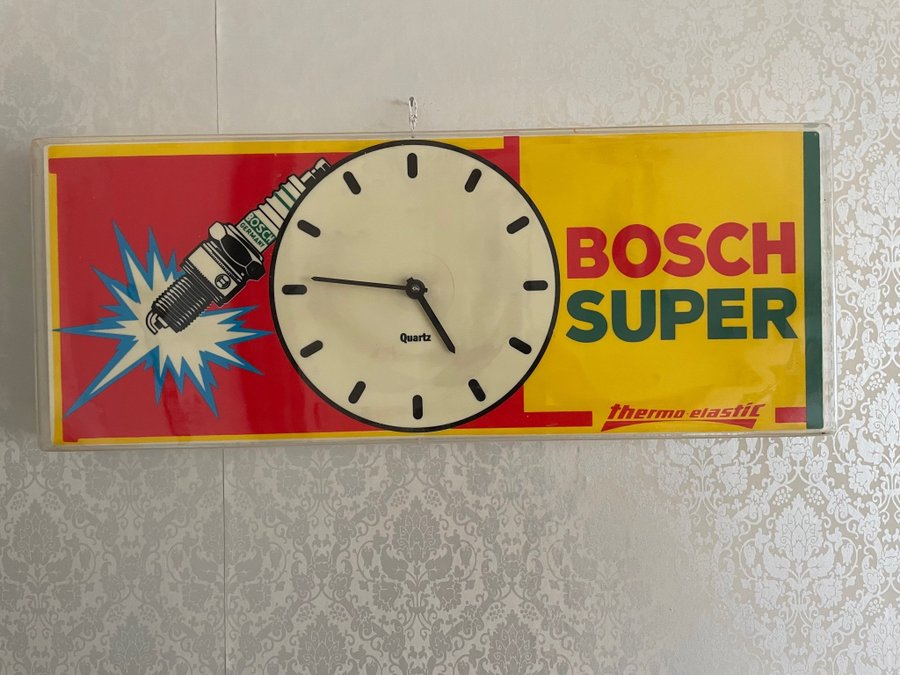 BOSCH
GERMANY
Quartz
BOSCH
SUPER
thermo-elastic